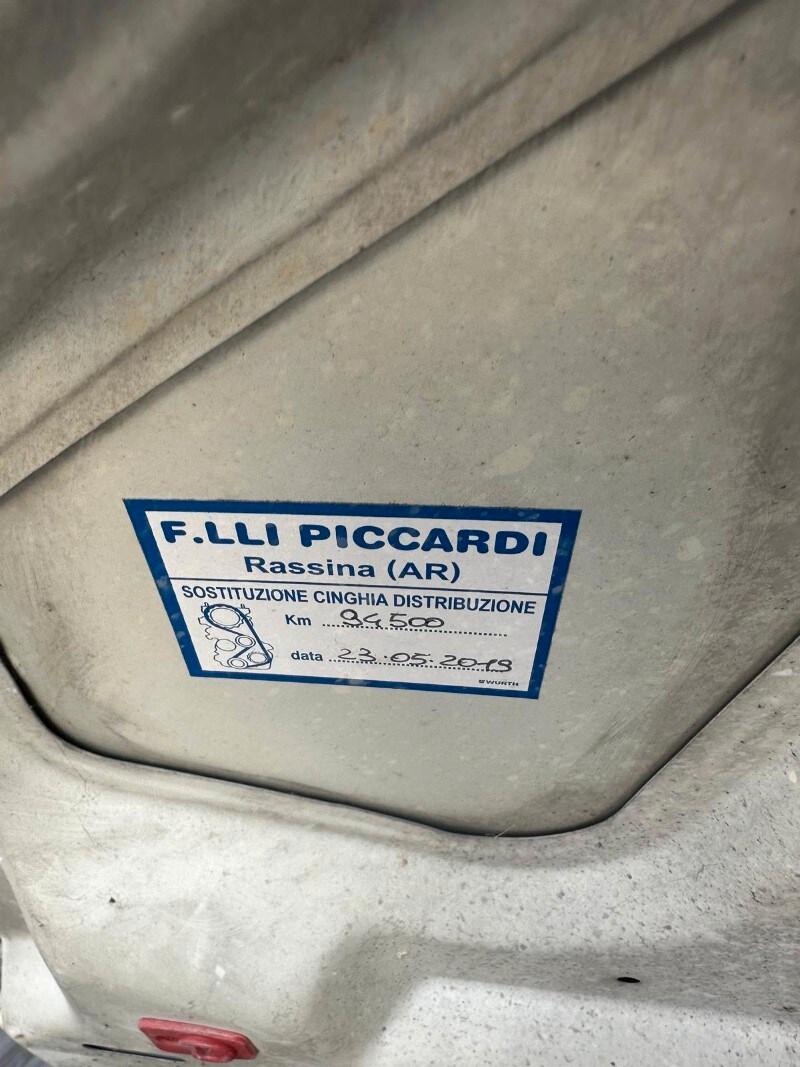 F.LLI PICCARDI
Rassina (AR)
SOSTITUZIONE CINGHIA DISTRIBUZIONE
Km 94500
data 23.05.2019
WÜRTH